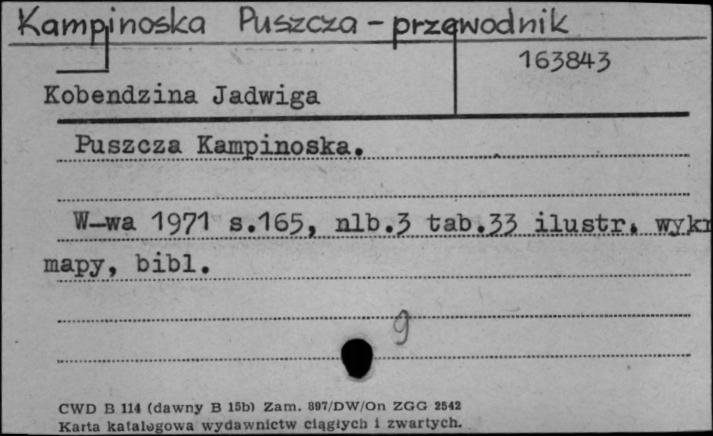 Kampinoska Puszcza - przewodnik
163843
Kobendzina Jadwiga
Puszcza Kampinoska.
W-wa 1971 s.165, nlb.3 tab.33 ilustr. wykr
mapy, bibl.
9
CWD B 114 (dawny B 15b) Zam. 897/DW/On ZGG 2542
Karta katalogowa wydawnictw ciągłych i zwartych.